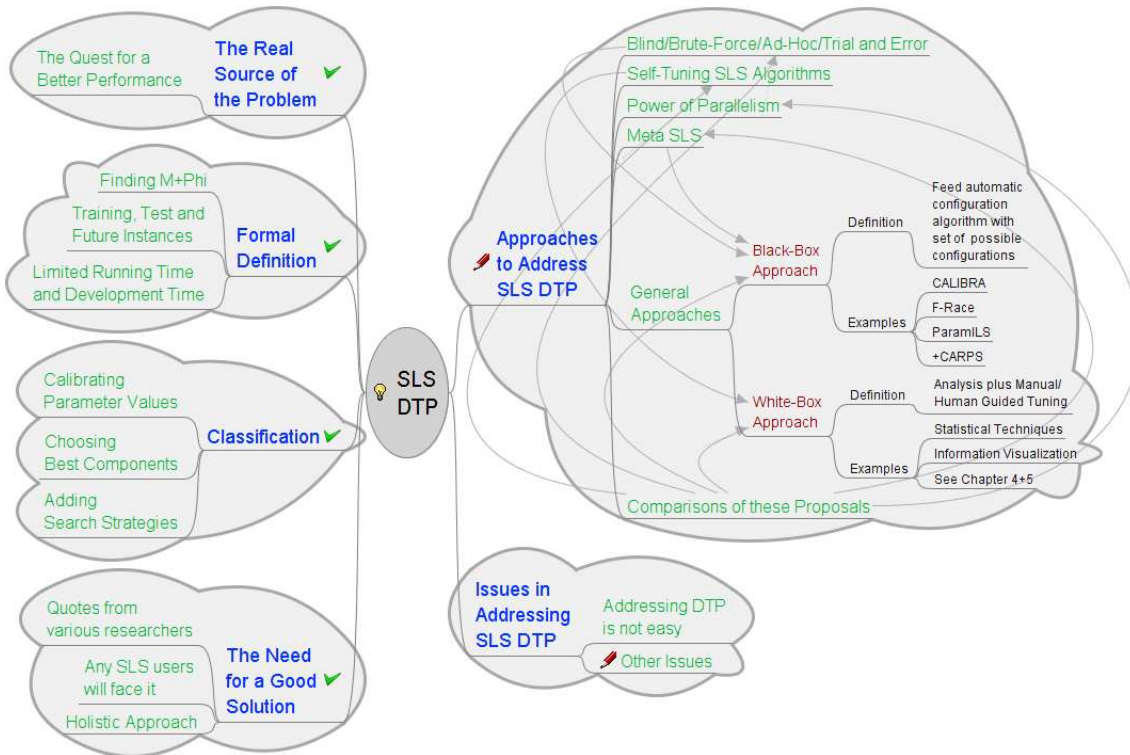 The Quest for a
Better Performance
The Real
Source of
the Problem
Finding M+Phi
Training, Test and
Future Instances
Limited Running Time
and Development Time
Formal
Definition
Calibrating
Parameter Values
Choosing
Best Components
Adding
Search Strategies
Classification
Quotes from
various researchers
Any SLS users
will face it
Holistic Approach
The Need
for a Good
Solution
SLS
DTP
Approaches
to Address
SLS DTP
Blind/Brute-Force/Ad-Hoc/Trial and Error
Self-Tuning SLS Algorithms
Power of Parallelism
Meta SLS
General
Approaches
Black-Box
Approach
Definition
Feed automatic
configuration
algorithm with
set of possible
configurations
Examples
CALIBRA
F-Race
ParamILS
+CARPS
White-Box
Approach
Definition
Analysis plus Manual/
Human Guided Tuning
Examples
Statistical Techniques
Information Visualization
See Chapter 4+5
Comparisons of these Proposals
Issues in
Addressing
SLS DTP
Addressing DTP
is not easy
Other Issues